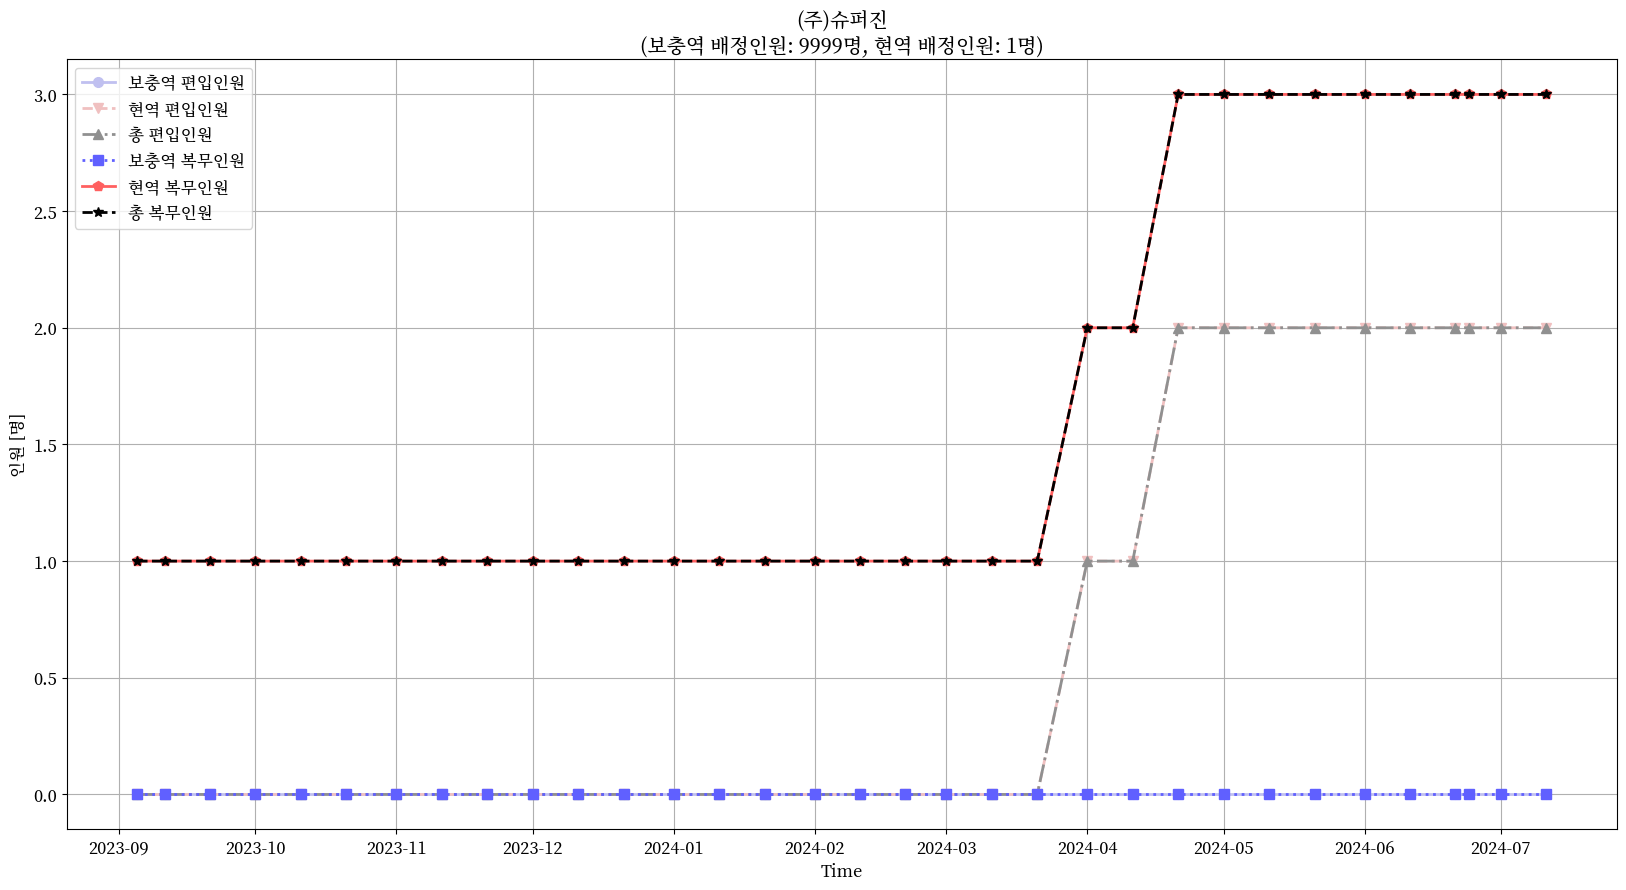 (주)슈퍼진
(보충역 배정인원: 9999명, 현역 배정인원: 1명)
보충역 편입인원
현역 편입인원
총 편입인원
보충역 복무인원
현역 복무인원
총 복무인원
3.0
2.5
2.0
1.5
1.0
0.5
0.0
인원 [명]
2023-09 2023-10 2023-11 2023-12 2024-01 2024-02 2024-03 2024-04 2024-05 2024-06 2024-07
Time